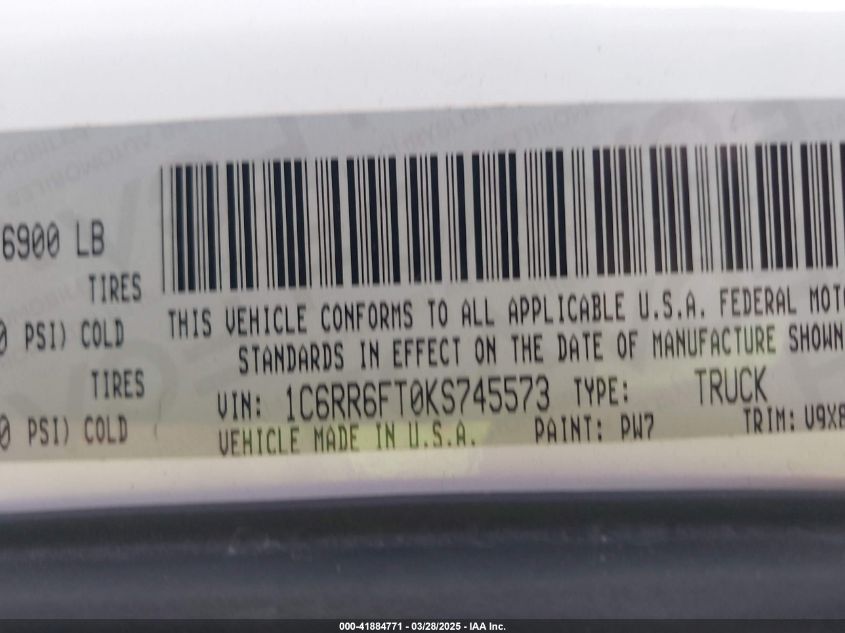 6900 LB
TIRES
0 PSI) COLD
TIRES
0 PSI) COLD
THIS VEHICLE CONFORMS TO ALL APPLICABLE U.S.A. FEDERAL MOTO
STANDARDS IN EFFECT ON THE DATE OF MANUFACTURE SHOWN
VIN: 1C6RR6FT0KS745573 TYPE: TRUCK
VEHICLE MADE IN U.S.A. PAINT: PW7 TRIM: V9X8
000-41884771 - 03/28/2025 - IAA Inc.